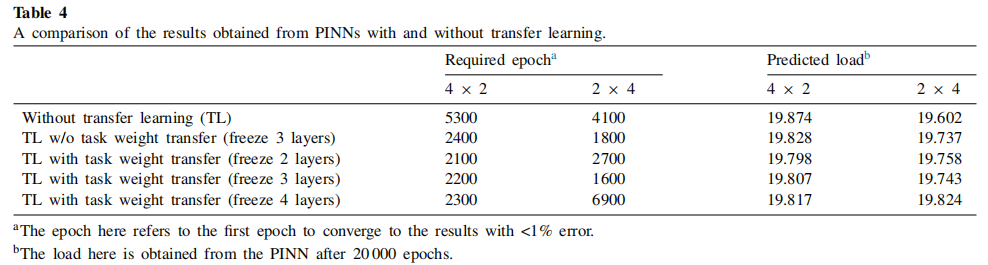 Table 4
A comparison of the results obtained from PINNs with and without transfer learning.
Required epochᵃ Predicted loadᵇ
4 × 2 2 × 4 4 × 2 2 × 4
Without transfer learning (TL) 5300 4100 19.874 19.602
TL w/o task weight transfer (freeze 3 layers) 2400 1800 19.828 19.737
TL with task weight transfer (freeze 2 layers) 2100 2700 19.798 19.758
TL with task weight transfer (freeze 3 layers) 2200 1600 19.807 19.743
TL with task weight transfer (freeze 4 layers) 2300 6900 19.817 19.824
ᵃThe epoch here refers to the first epoch to converge to the results with <1% error.
ᵇThe load here is obtained from the PINN after 20 000 epochs.